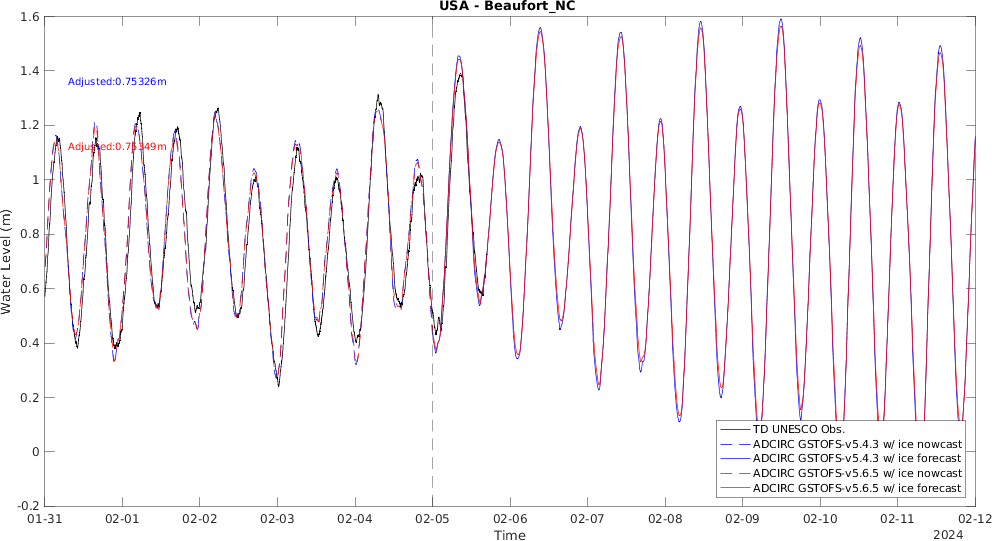 USA - Beaufort_NC
Water Level (m)
1.6
1.4
1.2
1
0.8
0.6
0.4
0.2
0
-0.2
Adjusted:0.75326m
Adjusted:0.75349m
TD UNESCO Obs.
ADCIRC GSTOFS-v5.4.3 w/ ice nowcast
ADCIRC GSTOFS-v5.4.3 w/ ice forecast
ADCIRC GSTOFS-v5.6.5 w/ ice nowcast
ADCIRC GSTOFS-v5.6.5 w/ ice forecast
01-31 02-01 02-02 02-03 02-04 02-05 02-06 02-07 02-08 02-09 02-10 02-11 02-12
Time
2024